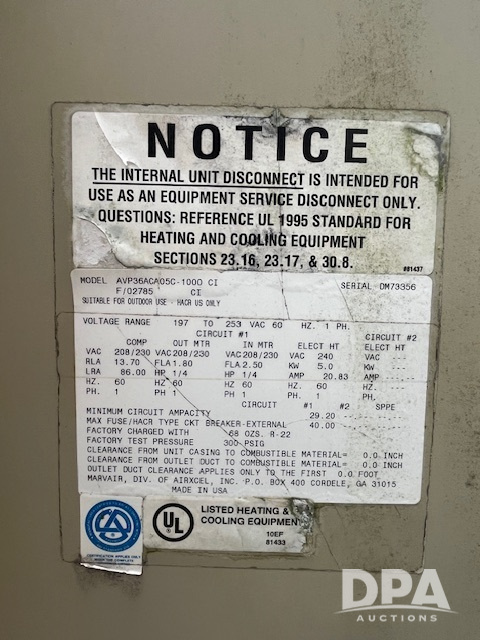 NOTICE
THE INTERNAL UNIT DISCONNECT IS INTENDED FOR
USE AS AN EQUIPMENT SERVICE DISCONNECT ONLY.
QUESTIONS: REFERENCE UL 1995 STANDARD FOR
HEATING AND COOLING EQUIPMENT
SECTIONS 23.16, 23.17, & 30.8.
#81437
MODEL AVP36ACA05C-1000 CI SERIAL DM73356
F/02785 CI
SUITABLE FOR OUTDOOR USE - HACR US ONLY
VOLTAGE RANGE 197 TO 253 VAC 60 HZ. 1 PH.
CIRCUIT #1 CIRCUIT #2
COMP OUT MTR IN MTR ELECT HT ELECT HT
VAC 208/230 VAC 208/230 VAC 208/230 VAC 240 VAC ---
RLA 13.70 FLA 1.80 FLA 2.50 KW 5.0 KW ---
LRA 86.00 HP 1/4 HP 1/4 AMP 20.83 AMP ---
HZ. 60 HZ 60 HZ 60 HZ. 60 HZ.
PH. 1 PH 1 PH 1 PH. 1 PH.
CIRCUIT #1 #2 SPPE
MINIMUM CIRCUIT AMPACITY 29.20
MAX FUSE/HACR TYPE CKT BREAKER-EXTERNAL 40.00
FACTORY CHARGED WITH 68 OZS. R-22
FACTORY TEST PRESSURE 300 PSIG
CLEARANCE FROM UNIT CASING TO COMBUSTIBLE MATERIAL= 0.0 INCH
CLEARANCE FROM OUTLET DUCT TO COMBUSTIBLE MATERIAL= 0.0 INCH
OUTLET DUCT CLEARANCE APPLIES ONLY TO THE FIRST 0.0 FOOT
MARVAIR, DIV. OF AIRXCEL, INC. P.O. BOX 400 CORDELE, GA 31015
MADE IN USA
UL
LISTED HEATING &
COOLING EQUIPMEN
10EF
81433
CERTIFICATION APPLIES ONLY
DPA
AUCTIONS